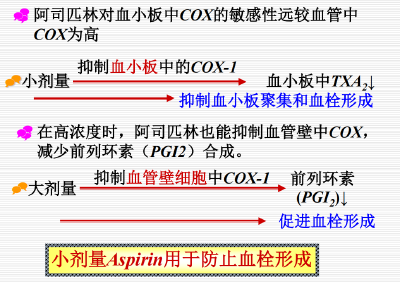 阿司匹林对血小板中COX的敏感性远较血管中
COX为高
抑制血小板中的COX-1
小剂量
血小板中TXA2↓
抑制血小板聚集和血栓形成
在高浓度时，阿司匹林也能抑制血管壁中COX，
减少前列环素（PGI2）合成。
抑制血管壁细胞中COX-1
大剂量
前列环素
(PGI2)↓
促进血栓形成
小剂量Aspirin用于防止血栓形成